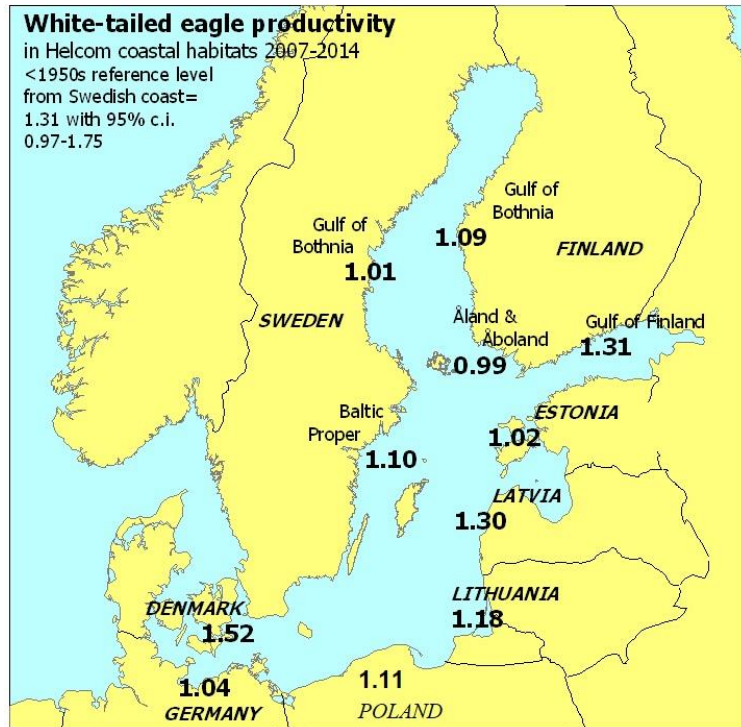 White-tailed eagle productivity
in Helcom coastal habitats 2007-2014
<1950s reference level
from Swedish coast=
1.31 with 95% c.i.
0.97-1.75
Gulf of
Bothnia
1.09
FINLAND
Gulf of
Bothnia
1.01
SWEDEN
Åland &
Åboland
0.99
Gulf of Finland
1.31
Baltic
Proper
1.10
ESTONIA
1.02
LATVIA
1.30
LITHUANIA
1.18
DENMARK
1.52
1.04
GERMANY
1.11
POLAND